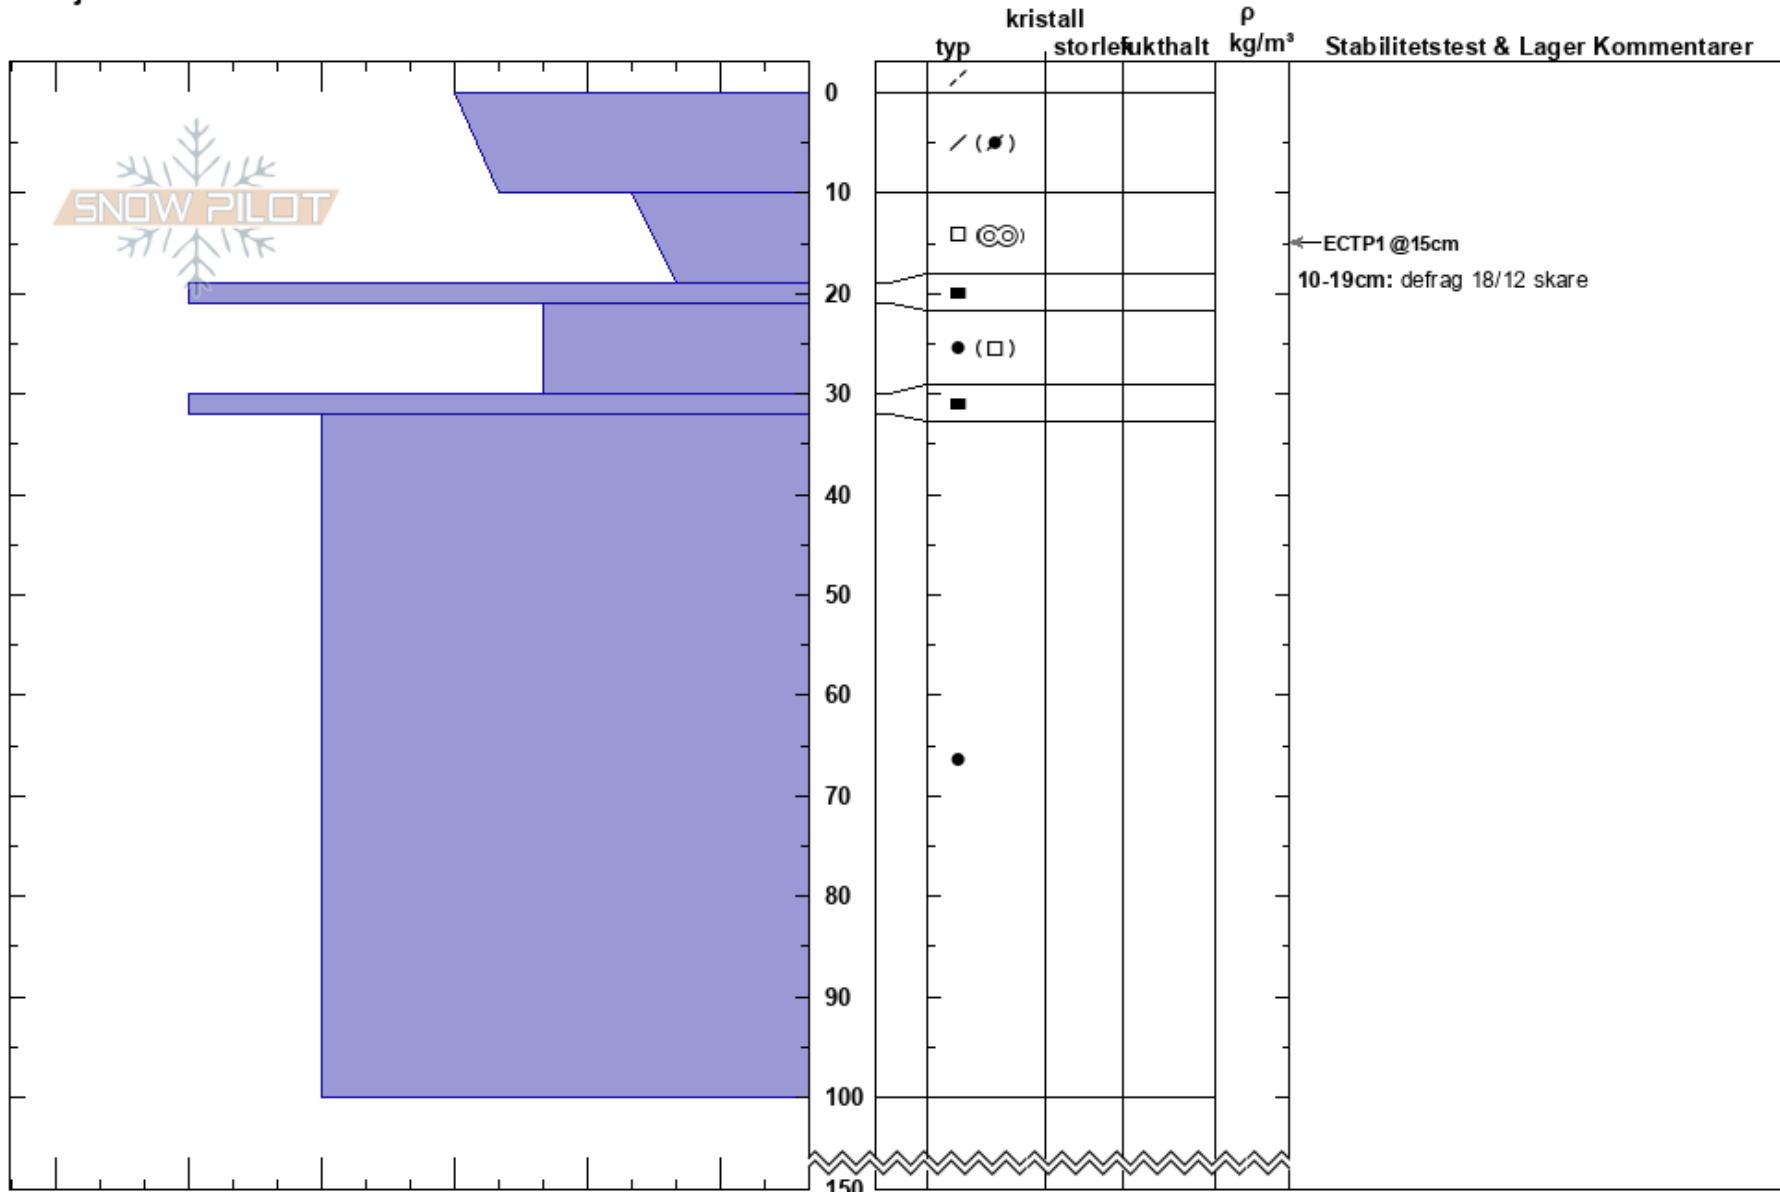 kristall
ρ
typ
storlek
fukthalt
kg/m³
Stabilitetstest & Lager Kommentarer
SNOW PILOT
0
10
ECTP1 @15cm
10-19cm: defrag 18/12 skare
20
30
40
50
60
70
80
90
100
150